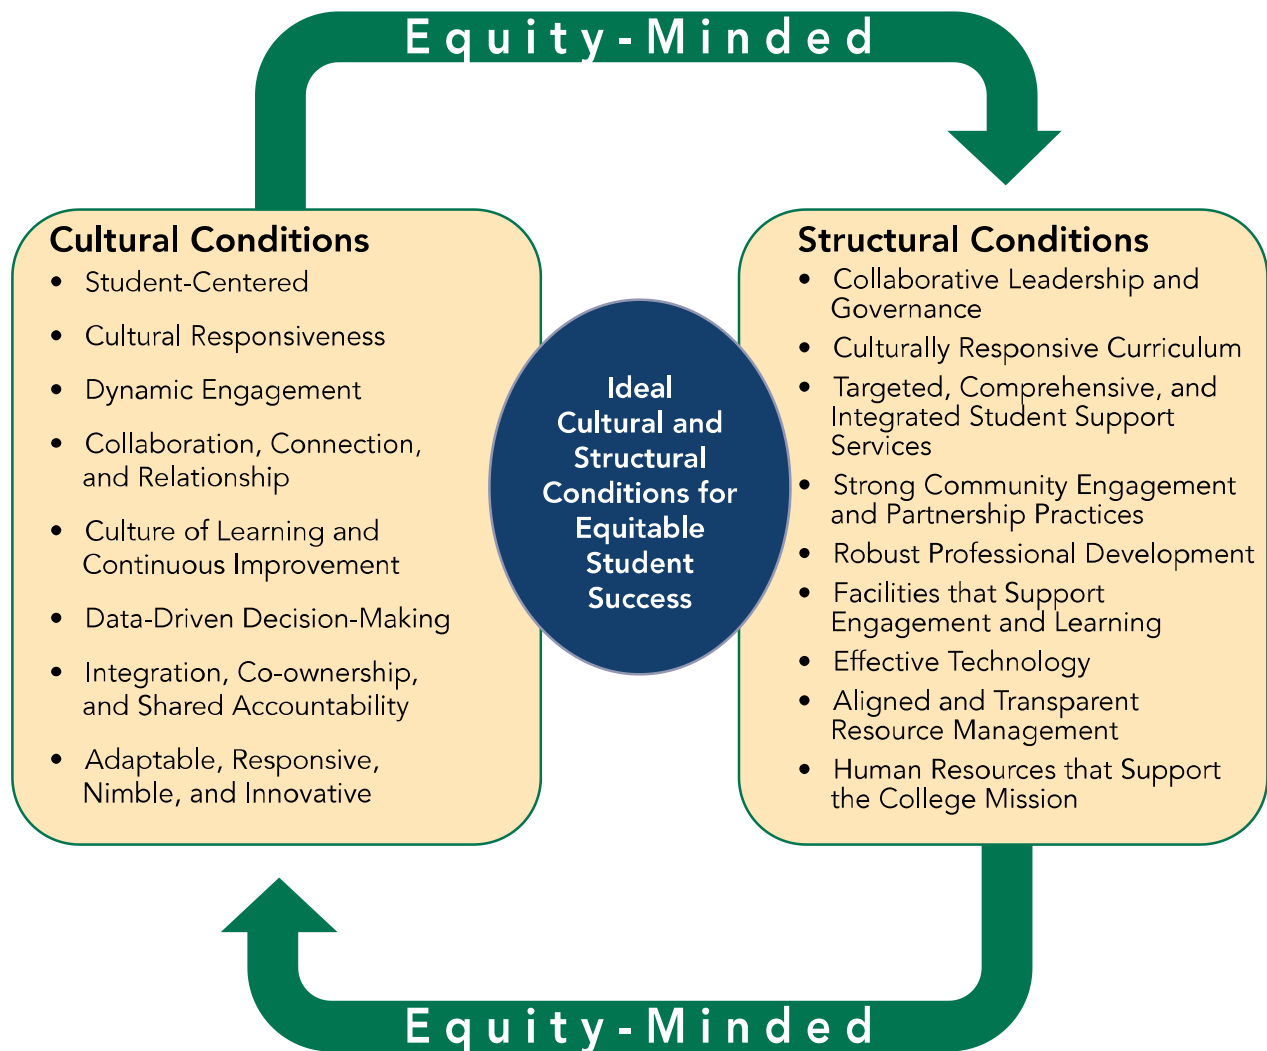 Equity-Minded
Cultural Conditions
• Student-Centered
• Cultural Responsiveness
• Dynamic Engagement
• Collaboration, Connection,
and Relationship
• Culture of Learning and
Continuous Improvement
• Data-Driven Decision-Making
• Integration, Co-ownership,
and Shared Accountability
• Adaptable, Responsive,
Nimble, and Innovative
Ideal
Cultural and
Structural
Conditions for
Equitable
Student
Success
Structural Conditions
• Collaborative Leadership and
Governance
• Culturally Responsive Curriculum
• Targeted, Comprehensive, and
Integrated Student Support
Services
• Strong Community Engagement
and Partnership Practices
• Robust Professional Development
• Facilities that Support
Engagement and Learning
• Effective Technology
• Aligned and Transparent
Resource Management
• Human Resources that Support
the College Mission
Equity-Minded